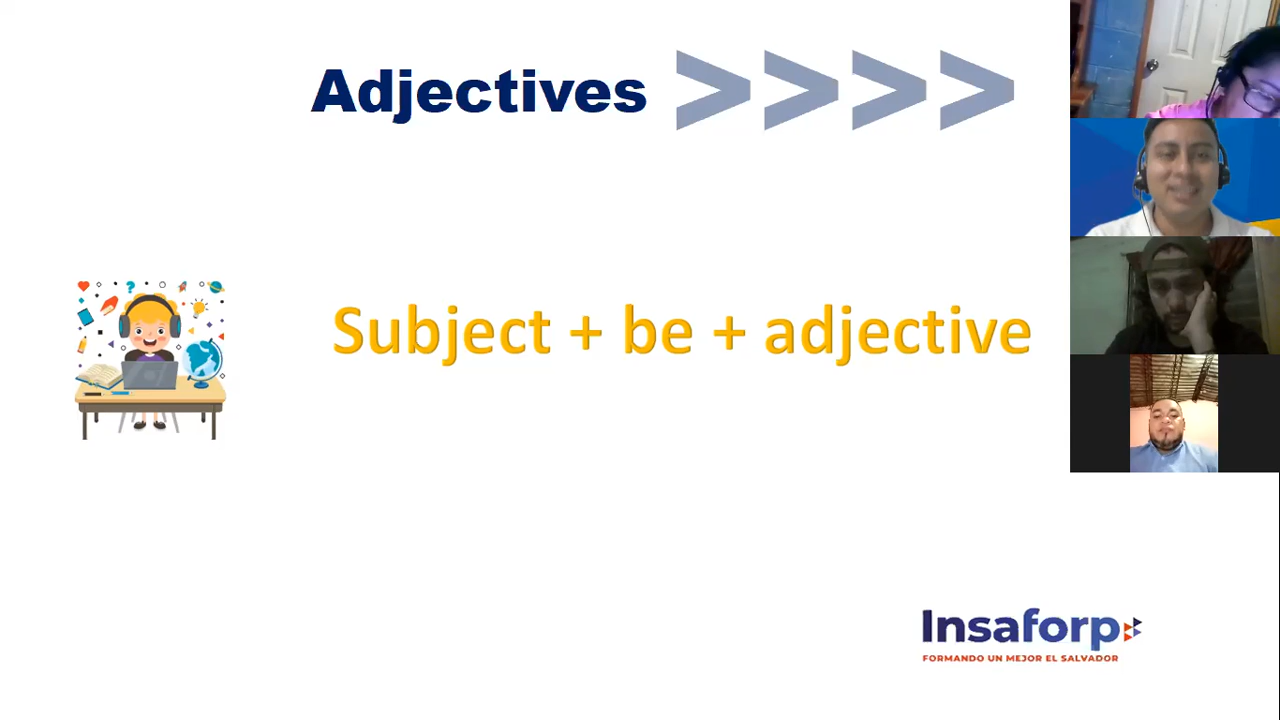 Adjectives >>>>
Subject + be + adjective
Insaforp
FORMANDO UN MEJOR EL SALVADOR